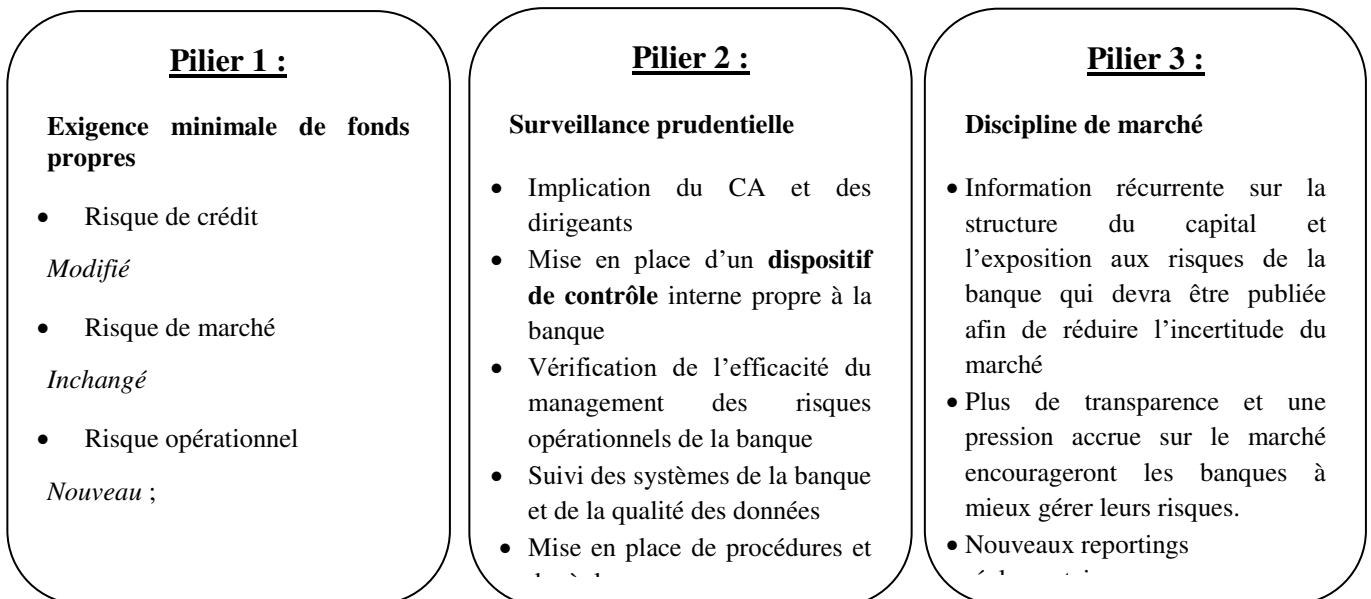 Pilier 1 :
Exigence minimale de fonds
propres
• Risque de crédit
Modifié
• Risque de marché
Inchangé
• Risque opérationnel
Nouveau ;
Pilier 2 :
Surveillance prudentielle
• Implication du CA et des
dirigeants
• Mise en place d’un dispositif
de contrôle interne propre à la
banque
• Vérification de l’efficacité du
management des risques
opérationnels de la banque
• Suivi des systèmes de la banque
et de la qualité des données
• Mise en place de procédures et
Pilier 3 :
Discipline de marché
• Information récurrente sur la
structure du capital et
l’exposition aux risques de la
banque qui devra être publiée
afin de réduire l’incertitude du
marché
• Plus de transparence et une
pression accrue sur le marché
encourageront les banques à
mieux gérer leurs risques.
• Nouveaux reportings